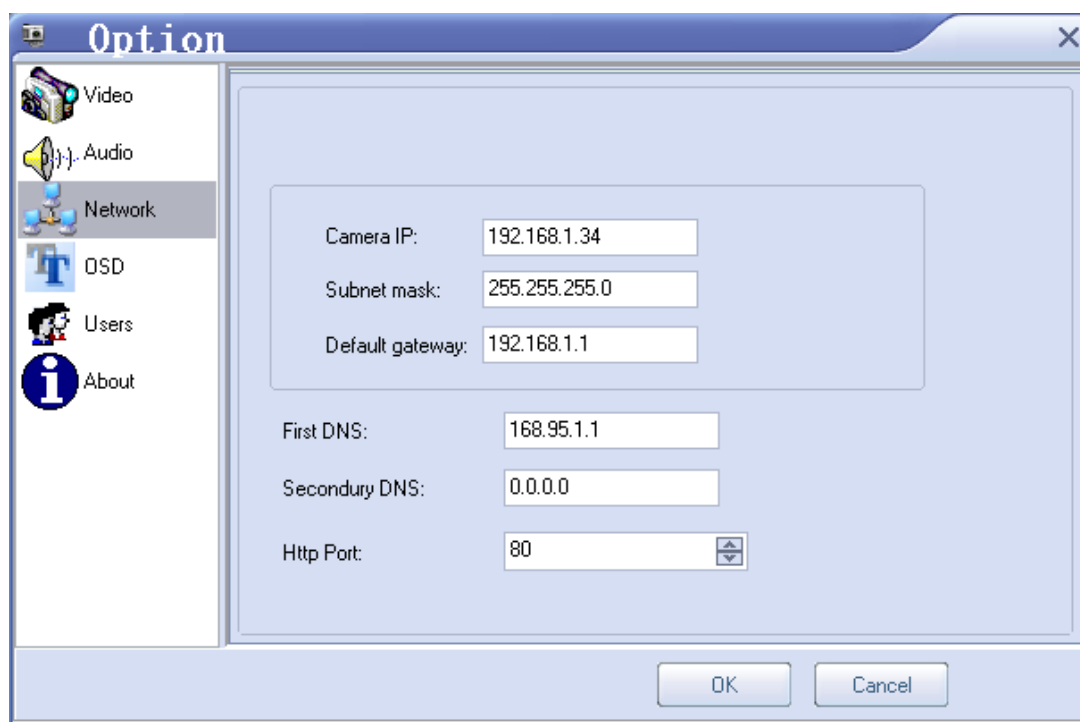 Option
Video
Audio
Network
OSD
Users
About
Camera IP: 192.168.1.34
Subnet mask: 255.255.255.0
Default gateway: 192.168.1.1
First DNS: 168.95.1.1
Secondury DNS: 0.0.0.0
Http Port: 80
OK Cancel